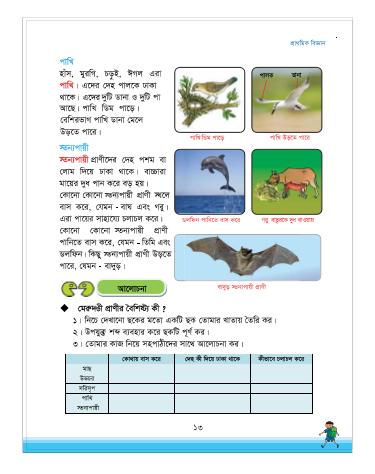 প্রাথমিক বিজ্ঞান
পাখি
হাঁস, মুরগি, চড়ুই, ঈগল এরা
পাখি। এদের দেহ পালকে ঢাকা
থাকে। এদের দুটি ডানা ও দুটি পা
আছে। পাখি ডিম পাড়ে।
বেশিরভাগ পাখি ডানা মেলে
উড়তে পারে।
পালক ডানা
পাখি ডিম পাড়ে
পাখি উড়তে পারে
স্তন্যপায়ী
স্তন্যপায়ী প্রাণীদের দেহ পশম বা
লোম দিয়ে ঢাকা থাকে। বাচ্চারা
মায়ের দুধ পান করে বড় হয়।
কোনো কোনো স্তন্যপায়ী প্রাণী স্থলে
বাস করে, যেমন - বাঘ এবং গরু।
এরা পায়ের সাহায্যে চলাচল করে।
কোনো কোনো স্তন্যপায়ী প্রাণী
পানিতে বাস করে, যেমন - তিমি এবং
ডলফিন। কিছু স্তন্যপায়ী প্রাণী উড়তে
পারে, যেমন - বাদুড়।
ডলফিন পানিতে বাস করে
গরু বাছুরকে দুধ খাওয়ায়
বাদুড় স্তন্যপায়ী প্রাণী
আলোচনা
◆ মেরুদণ্ডী প্রাণীর বৈশিষ্ট্য কী ?
১। নিচে দেখানো ছকের মতো একটি ছক তোমার খাতায় তৈরি কর।
২। উপযুক্ত শব্দ ব্যবহার করে ছকটি পূর্ণ কর।
৩। তোমার কাজ নিয়ে সহপাঠীদের সাথে আলোচনা কর।
কোথায় বাস করে দেহ কী দিয়ে ঢাকা থাকে কীভাবে চলাচল করে
মাছ
উভচর
সরিসৃপ
পাখি
স্তন্যপায়ী
১৩